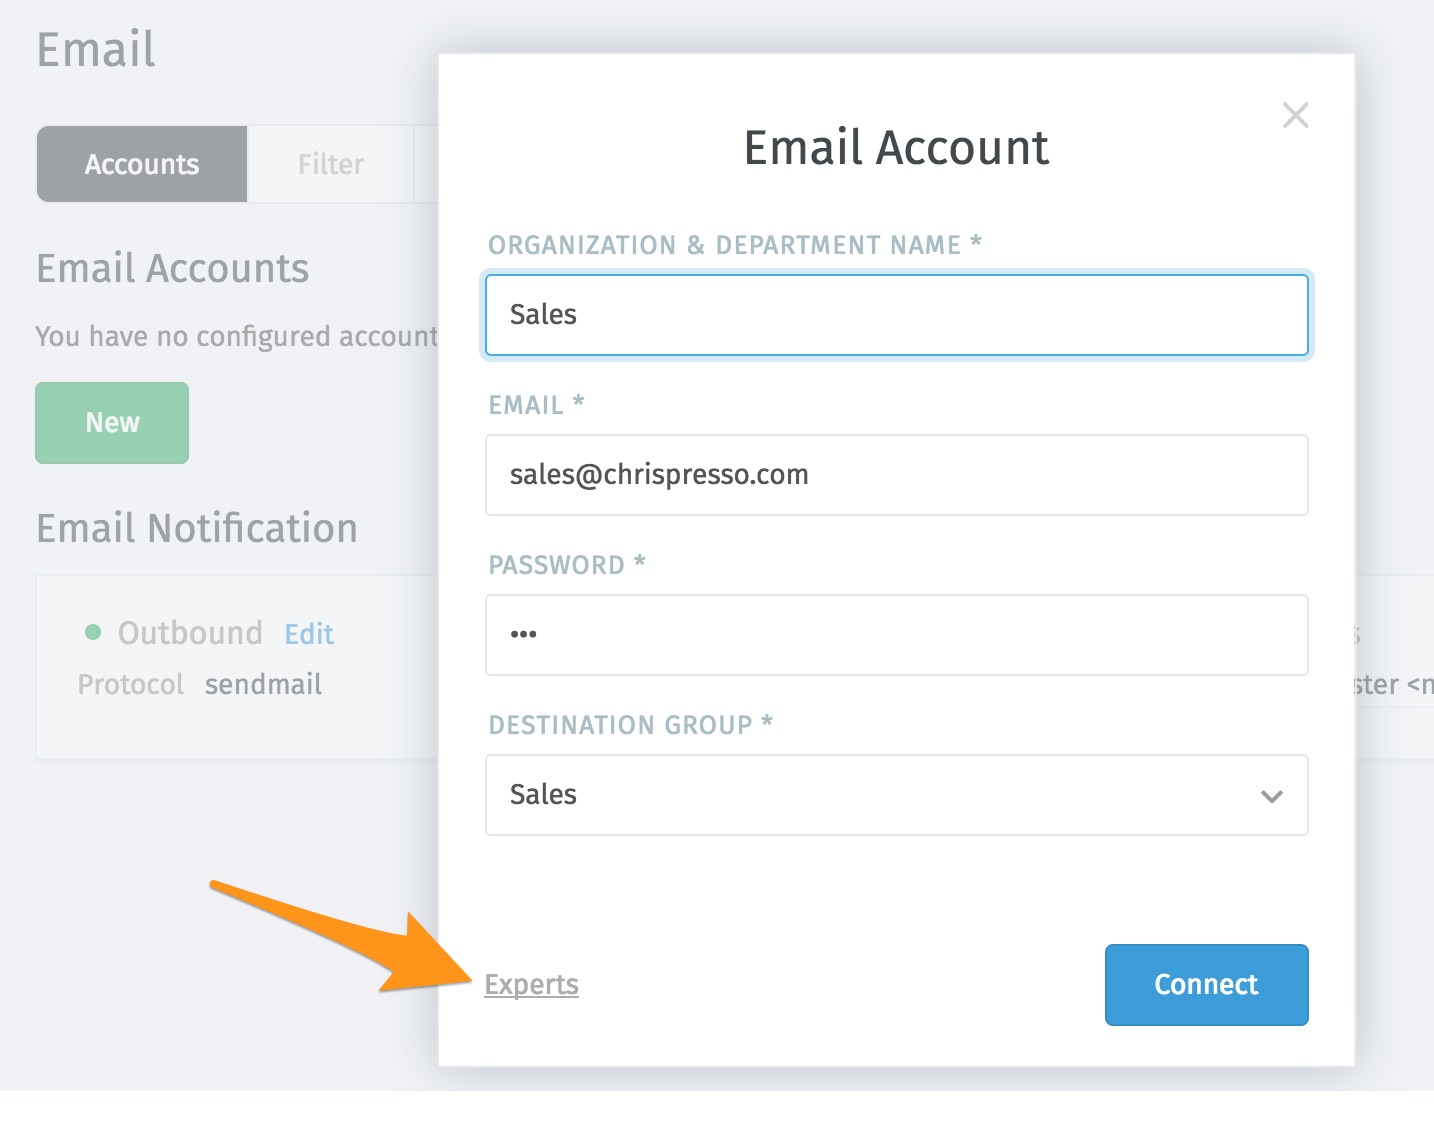 Email
Accounts
Filter
Email Accounts
You have no configured account
New
Email Notification
Outbound Edit
Protocol sendmail
Email Account
ORGANIZATION & DEPARTMENT NAME *
Sales
EMAIL *
sales@chrispresso.com
PASSWORD *
•••
DESTINATION GROUP *
Sales
Experts
Connect